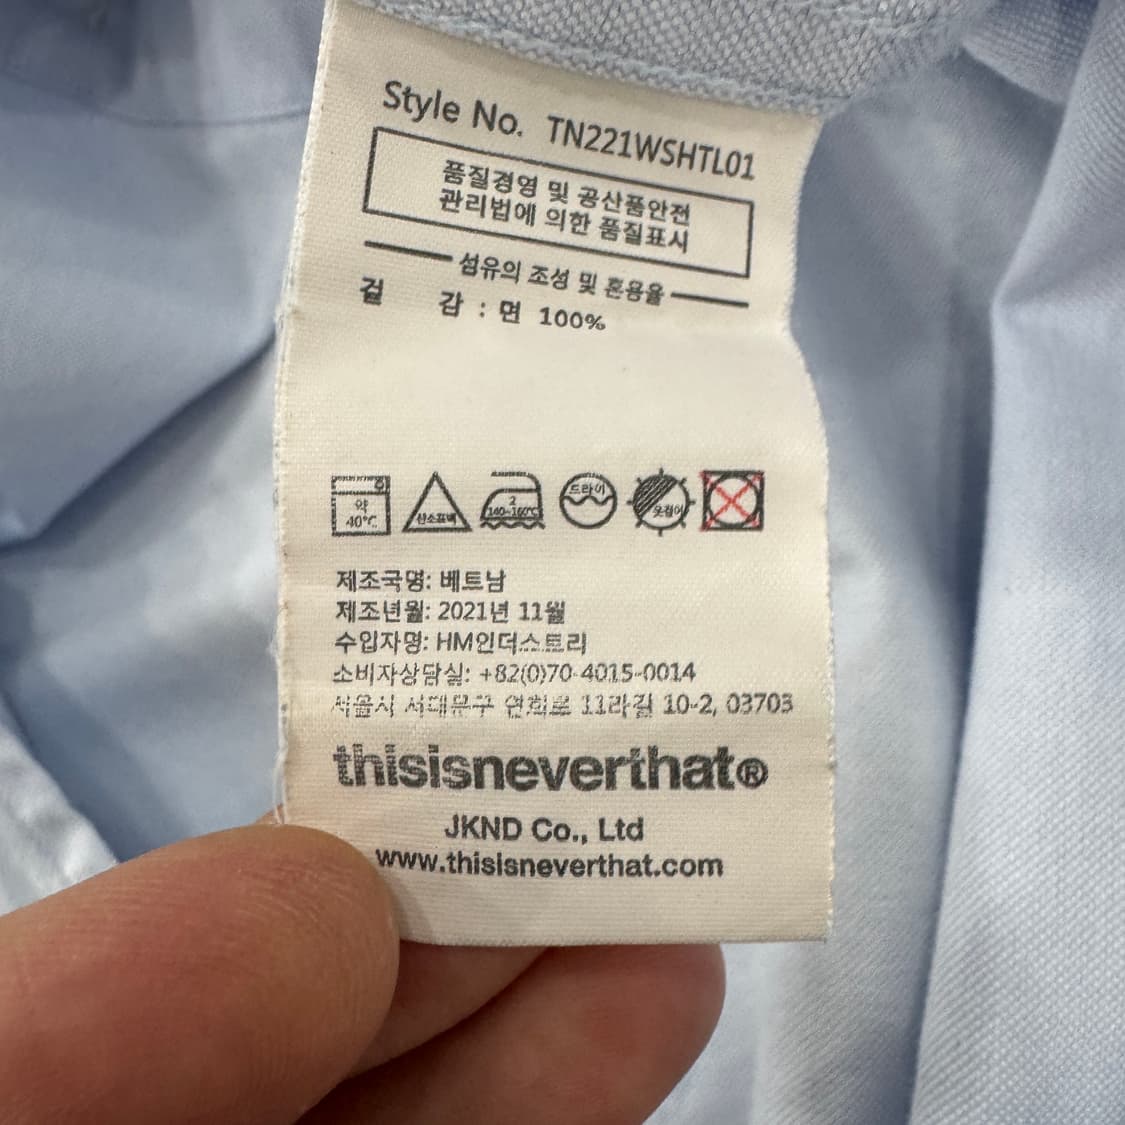 Style No. TN221WSHTL01
품질경영 및 공산품안전
관리법에 의한 품질표시
섬유의 조성 및 혼용율
겉 감 : 면 100%
약
40℃
산소표백
2
140~160℃
드라이
옷걸이
제조국명: 베트남
제조년월: 2021년 11월
수입자명: HM인더스트리
소비자상담실: +82(0)70-4015-0014
서울시 서대문구 연희로 11라길 10-2, 03703
thisisneverthat®
JKND Co., Ltd
www.thisisneverthat.com